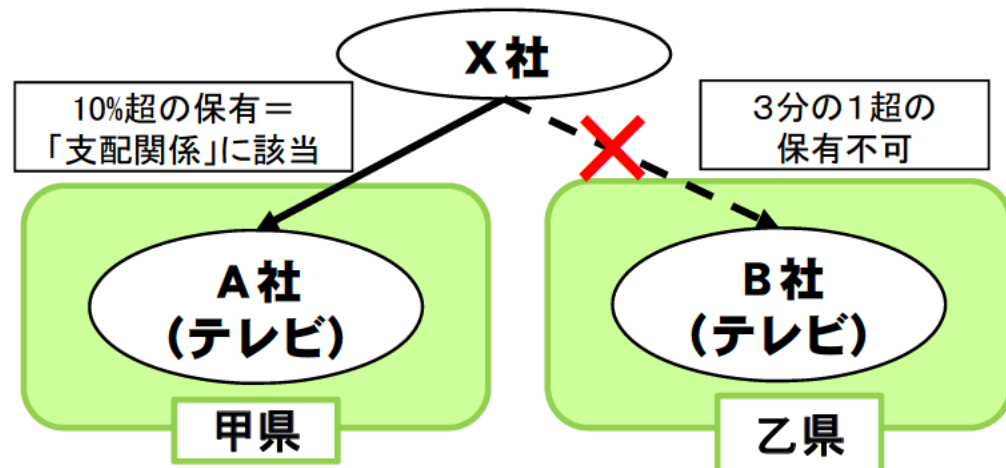 X社
10%超の保有＝
「支配関係」に該当
3分の1超の
保有不可
A社
(テレビ)
B社
(テレビ)
甲県
乙県